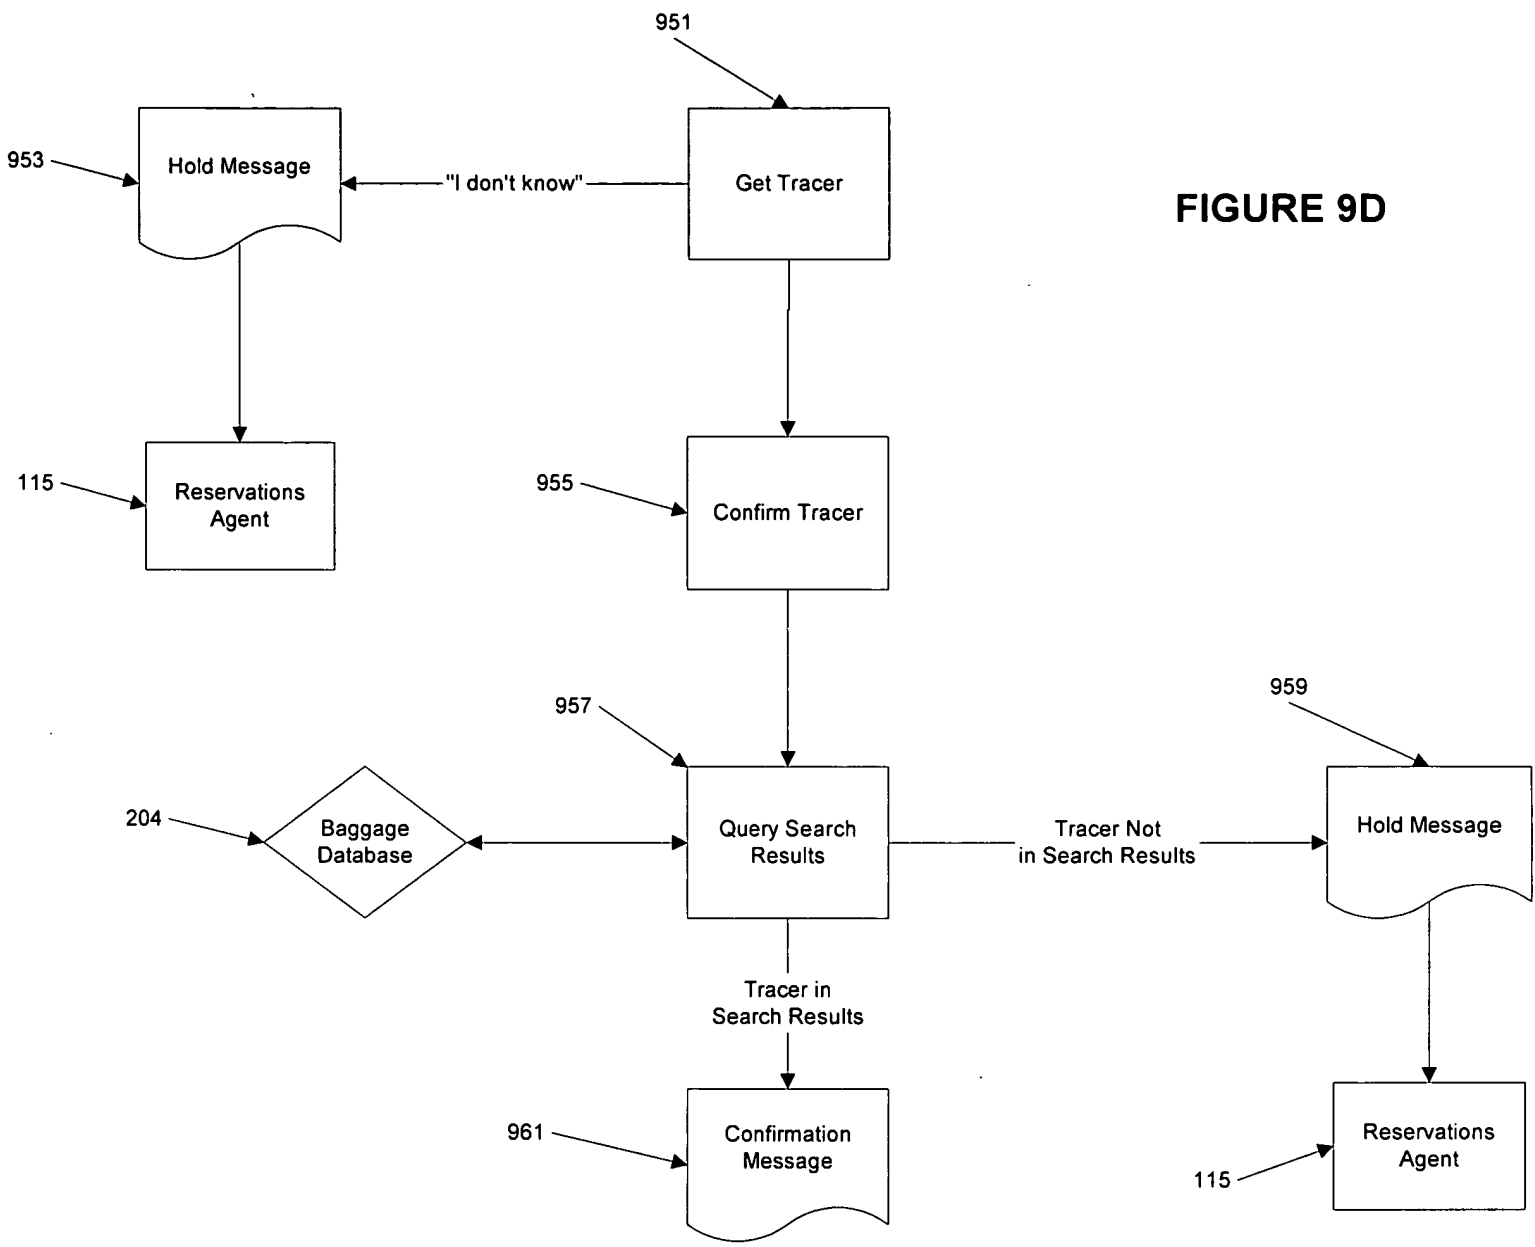 951
953
Hold Message
"I don't know"
Get Tracer
FIGURE 9D
115
Reservations
Agent
955
Confirm Tracer
957
959
204
Baggage
Database
Query Search
Results
Tracer Not
in Search Results
Hold Message
Tracer in
Search Results
961
Confirmation
Message
115
Reservations
Agent